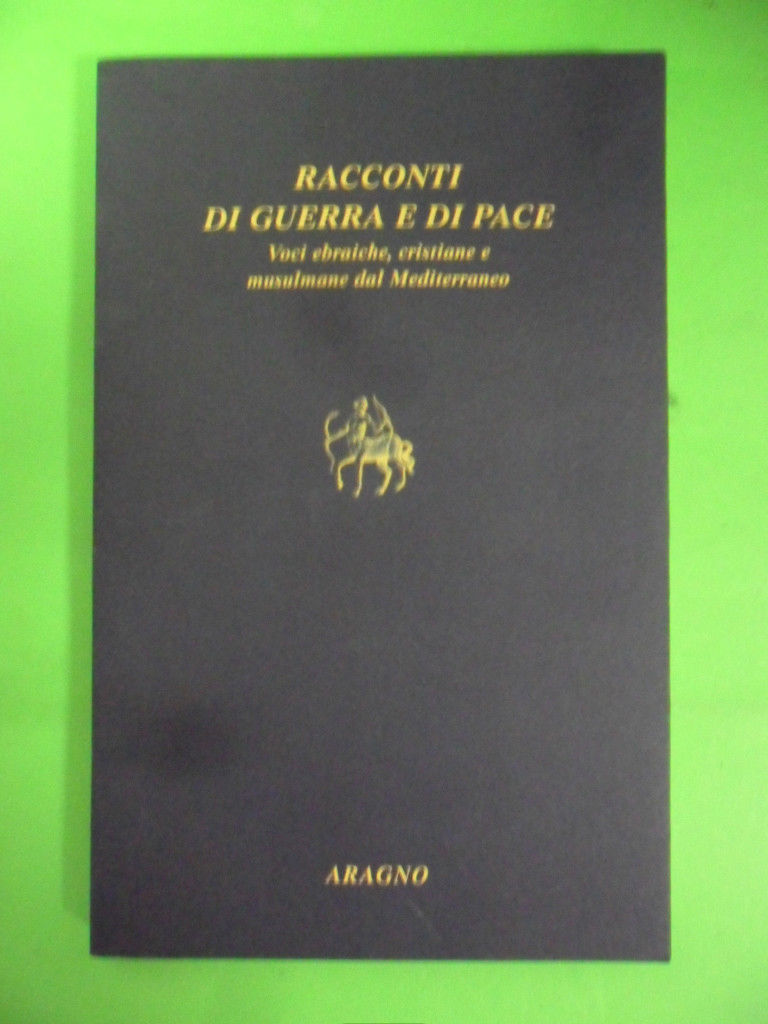 RACCONTI
DI GUERRA E DI PACE
Voci ebraiche, cristiane e
musulmane dal Mediterraneo
ARAGNO